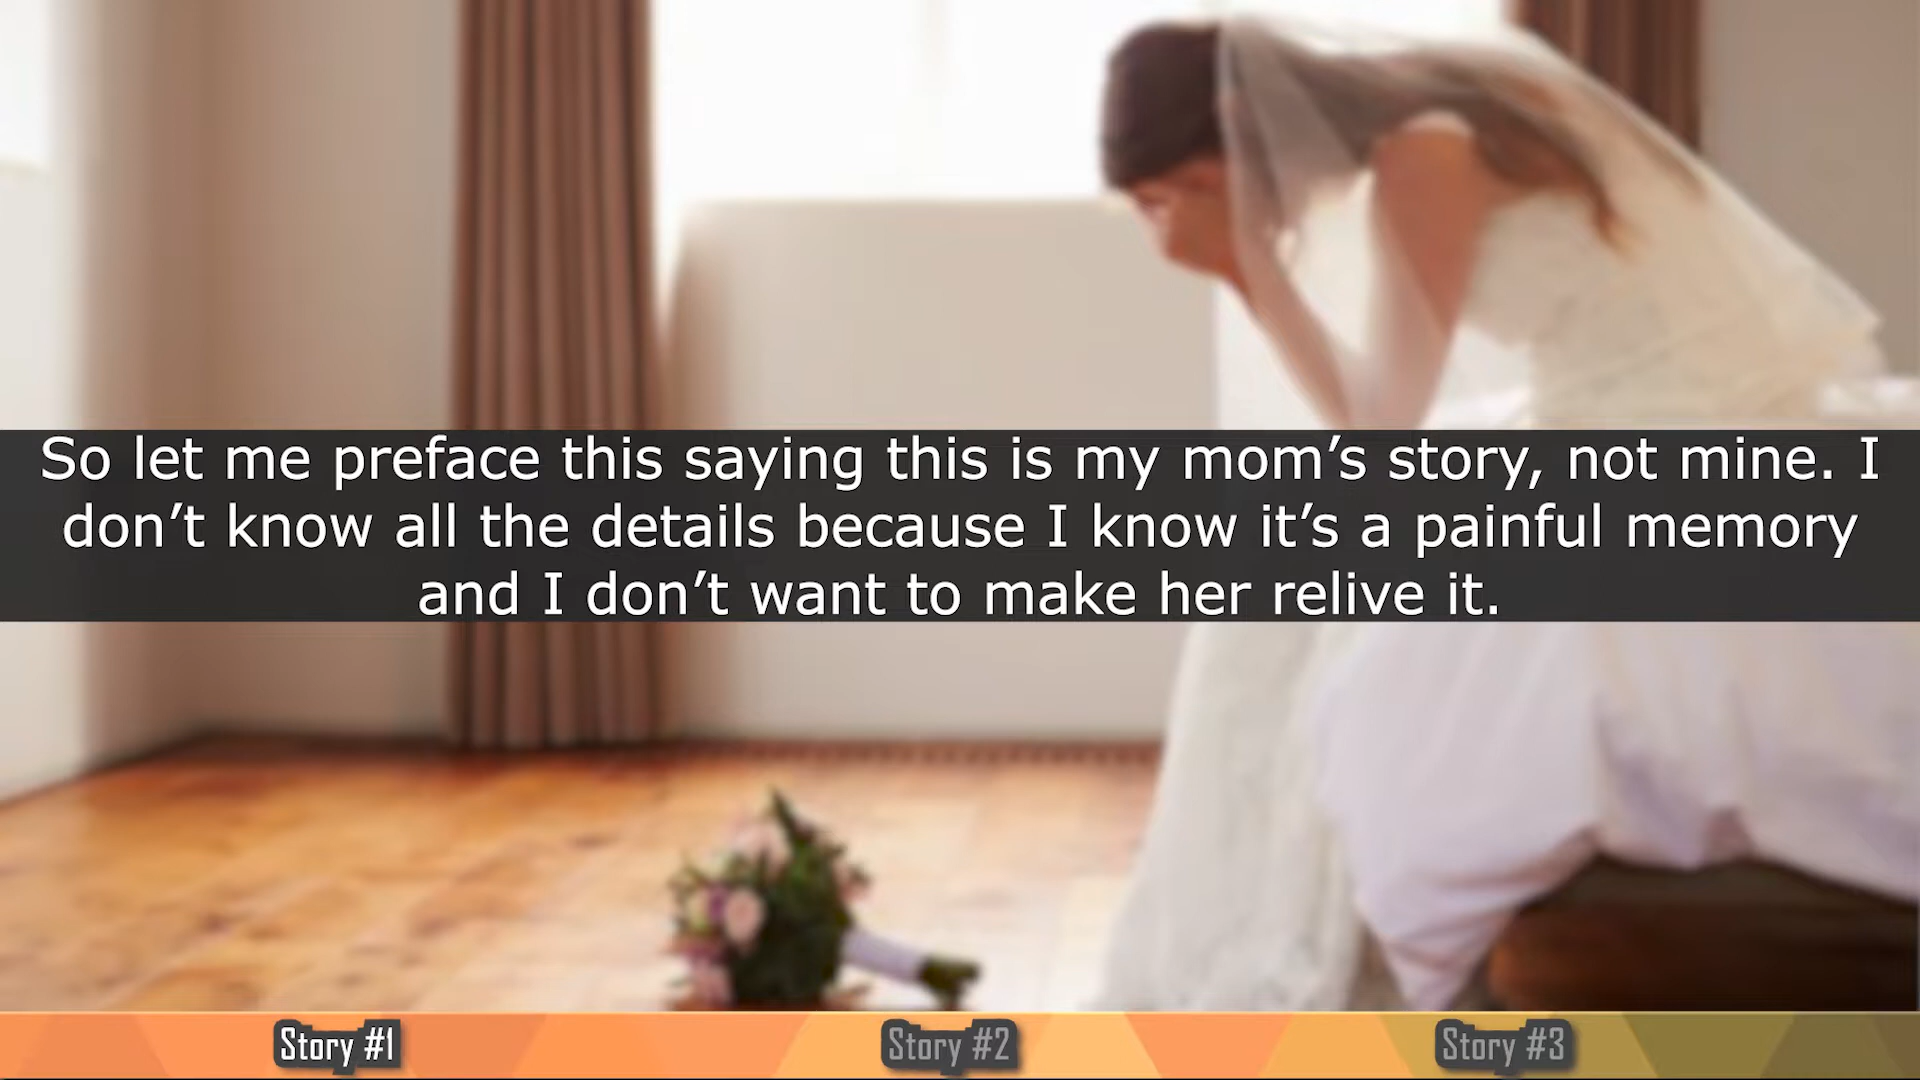 So let me preface this saying this is my mom’s story, not mine. I
don’t know all the details because I know it’s a painful memory
and I don’t want to make her relive it.
Story #1
Story #2
Story #3